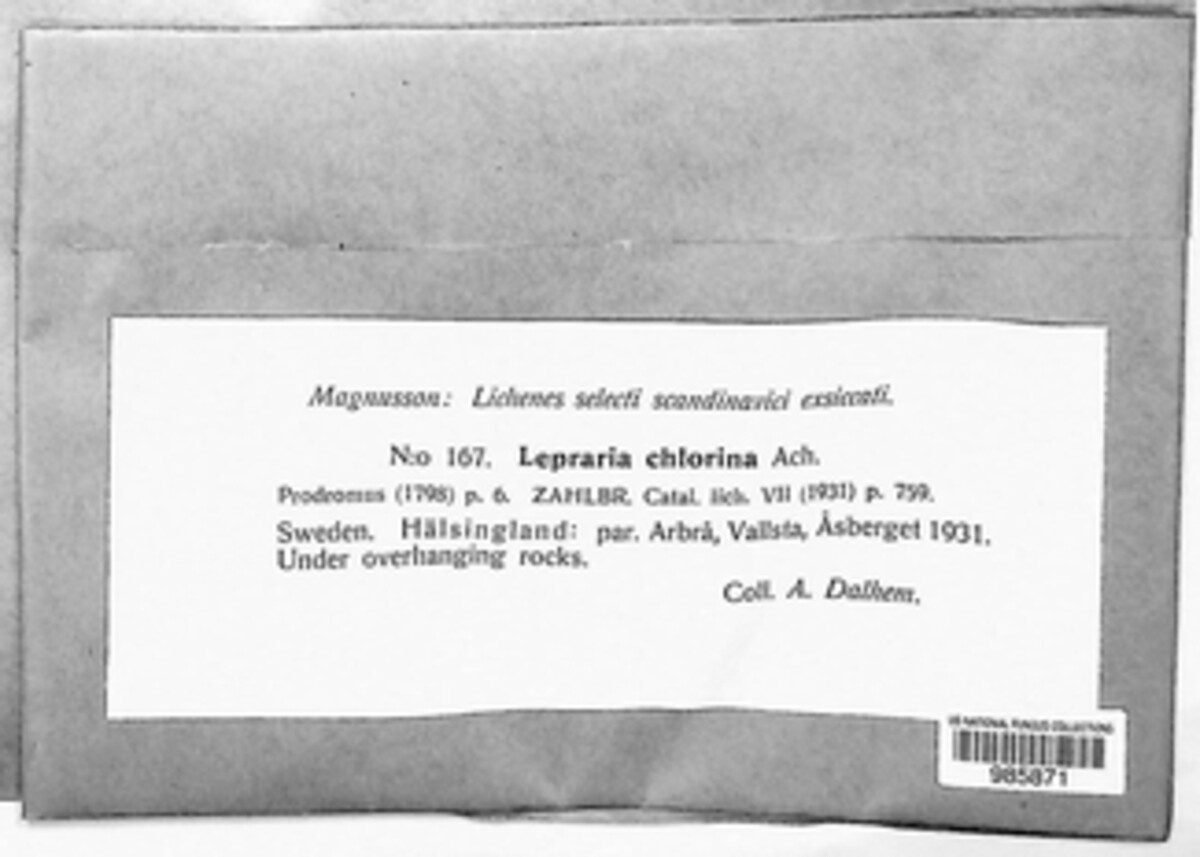 Magnusson: Lichenes selecti scandinavici exsiccati.
N:o 167. Lepraria chlorina Ach.
Prodromus (1798) p. 6. ZAHLBR. Catal. lich. VII (1931) p. 759.
Sweden. Hälsingland: par. Arbrå, Vallsta, Åsberget 1931.
Under overhanging rocks.
Coll. A. Dalhem.
US NATIONAL FUNGUS COLLECTIONS
985871